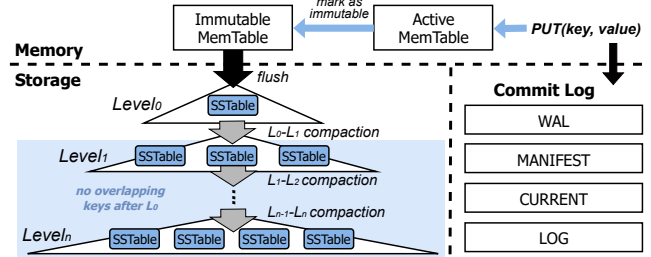 mark as
immutable
Immutable
MemTable
Active
MemTable
PUT(key, value)
Memory
Storage
flush
Commit Log
Level0
SSTable
L0-L1 compaction
WAL
Level1
SSTable
SSTable
SSTable
MANIFEST
L1-L2 compaction
no overlapping
keys after L0
CURRENT
Ln-1-Ln compaction
Leveln
SSTable
SSTable
SSTable
SSTable
LOG